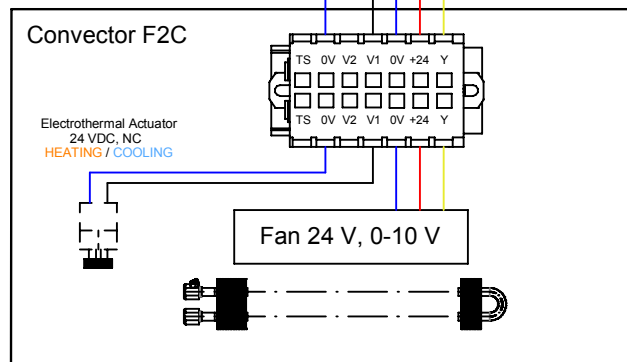 Convector F2C
TS 0V V2 V1 0V +24 Y
TS 0V V2 V1 0V +24 Y
Electrothermal Actuator
24 VDC, NC
HEATING / COOLING
Fan 24 V, 0-10 V